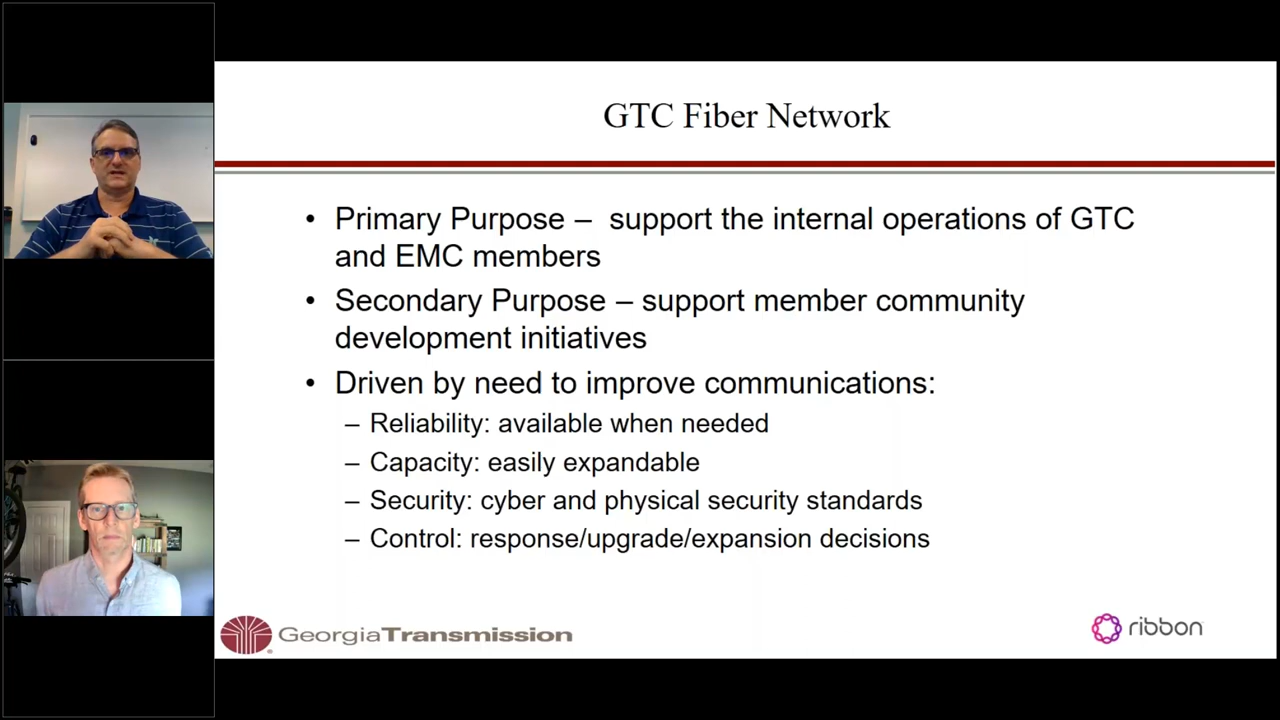 GTC Fiber Network
• Primary Purpose –  support the internal operations of GTC
and EMC members
• Secondary Purpose – support member community
development initiatives
• Driven by need to improve communications:
– Reliability: available when needed
– Capacity: easily expandable
– Security: cyber and physical security standards
– Control: response/upgrade/expansion decisions
GeorgiaTransmission
ribbon